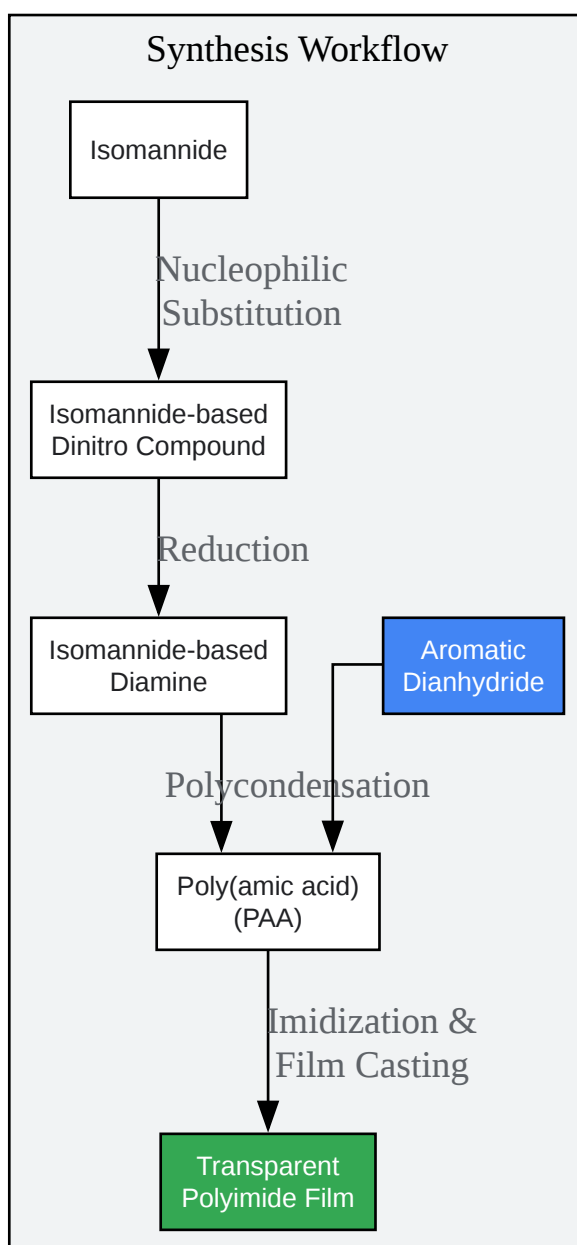 Synthesis Workflow
Isomannide
Nucleophilic
Substitution
Isomannide-based
Dinitro Compound
Reduction
Isomannide-based
Diamine
Aromatic
Dianhydride
Polycondensation
Poly(amic acid)
(PAA)
Imidization &
Film Casting
Transparent
Polyimide Film